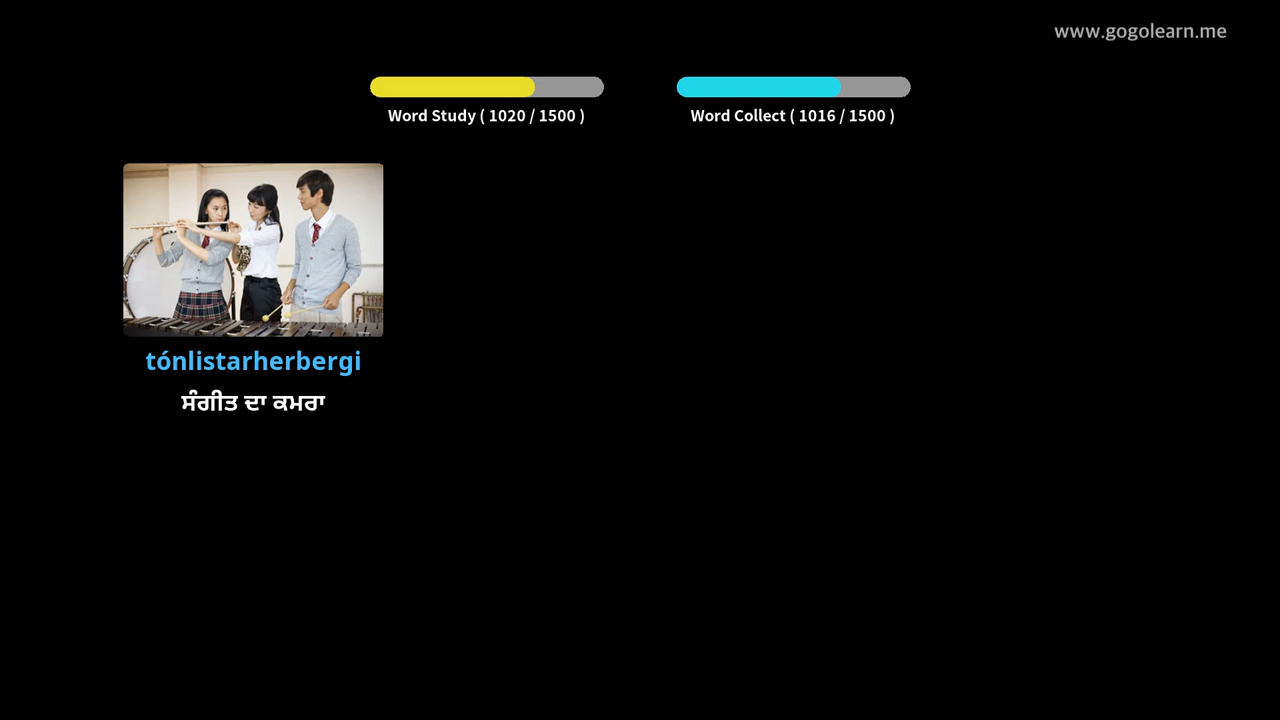 www.gogolearn.me
Word Study ( 1020 / 1500 )
Word Collect ( 1016 / 1500 )
tónlistarherbergi
ਸੰਗੀਤ ਦਾ ਕਮਰਾ